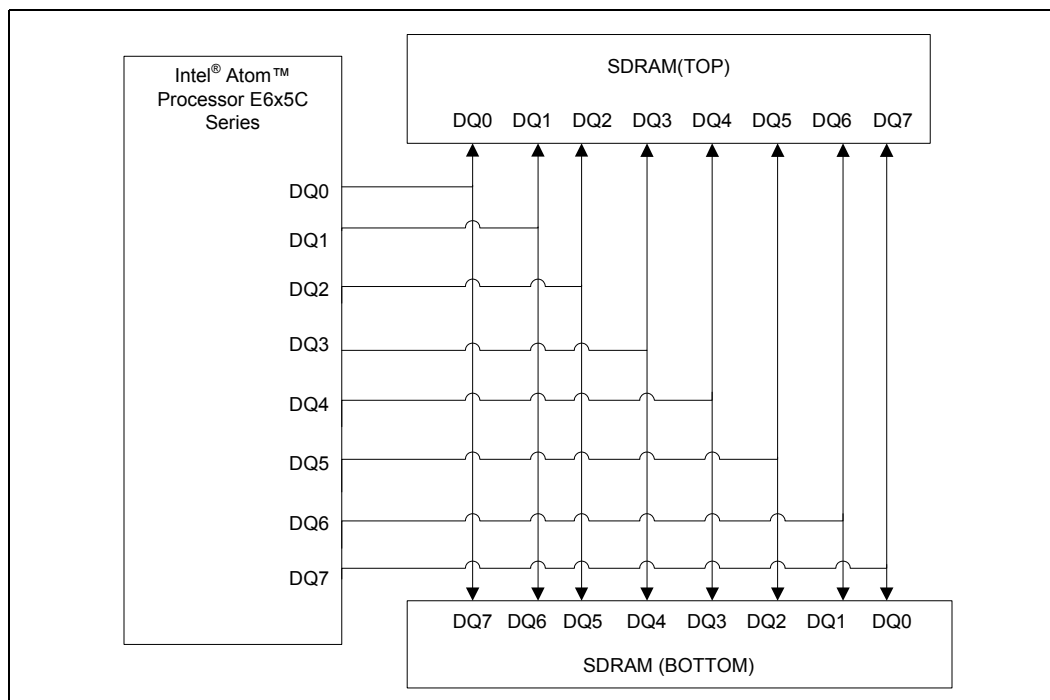 Intel® Atom™
Processor E6x5C
Series
SDRAM(TOP)
DQ0 DQ1 DQ2 DQ3 DQ4 DQ5 DQ6 DQ7
DQ0
DQ1
DQ2
DQ3
DQ4
DQ5
DQ6
DQ7
DQ7 DQ6 DQ5 DQ4 DQ3 DQ2 DQ1 DQ0
SDRAM (BOTTOM)